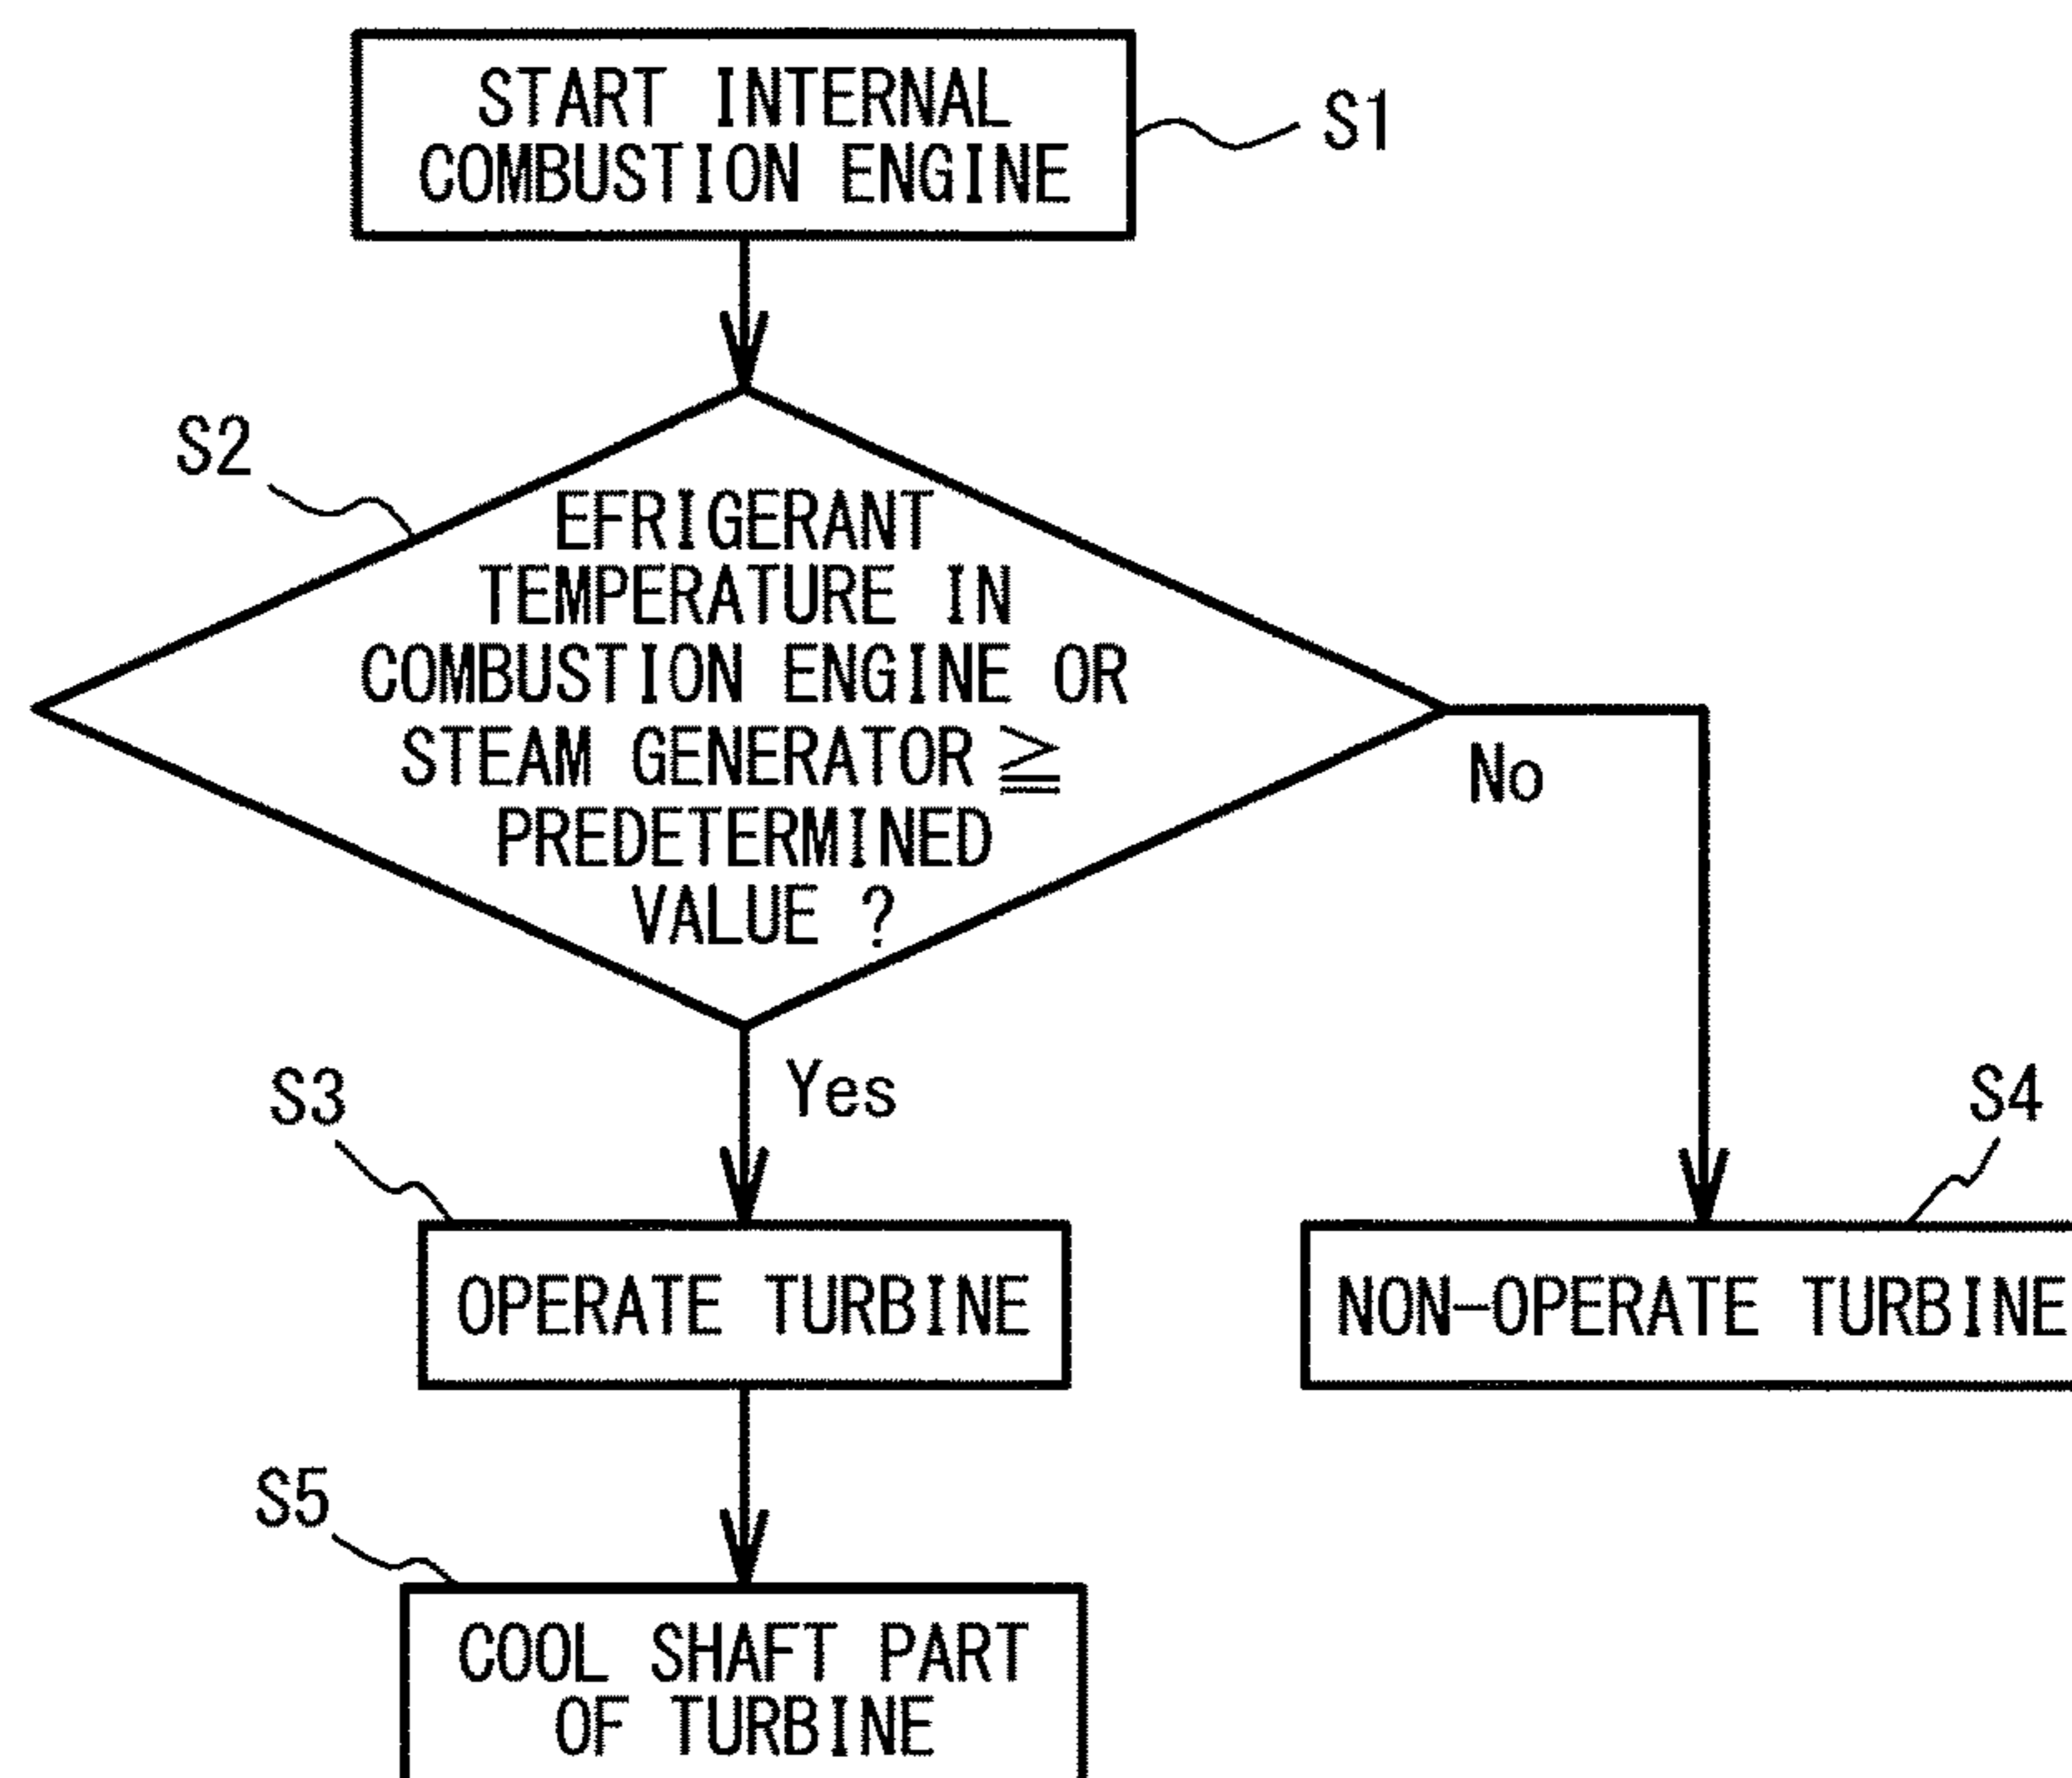 START INTERNAL
COMBUSTION ENGINE
S1
S2
EFRIGERANT
TEMPERATURE IN
COMBUSTION ENGINE OR
STEAM GENERATOR ≧
PREDETERMINED
VALUE ?
No
Yes
S3
S4
OPERATE TURBINE
NON-OPERATE TURBINE
S5
COOL SHAFT PART
OF TURBINE